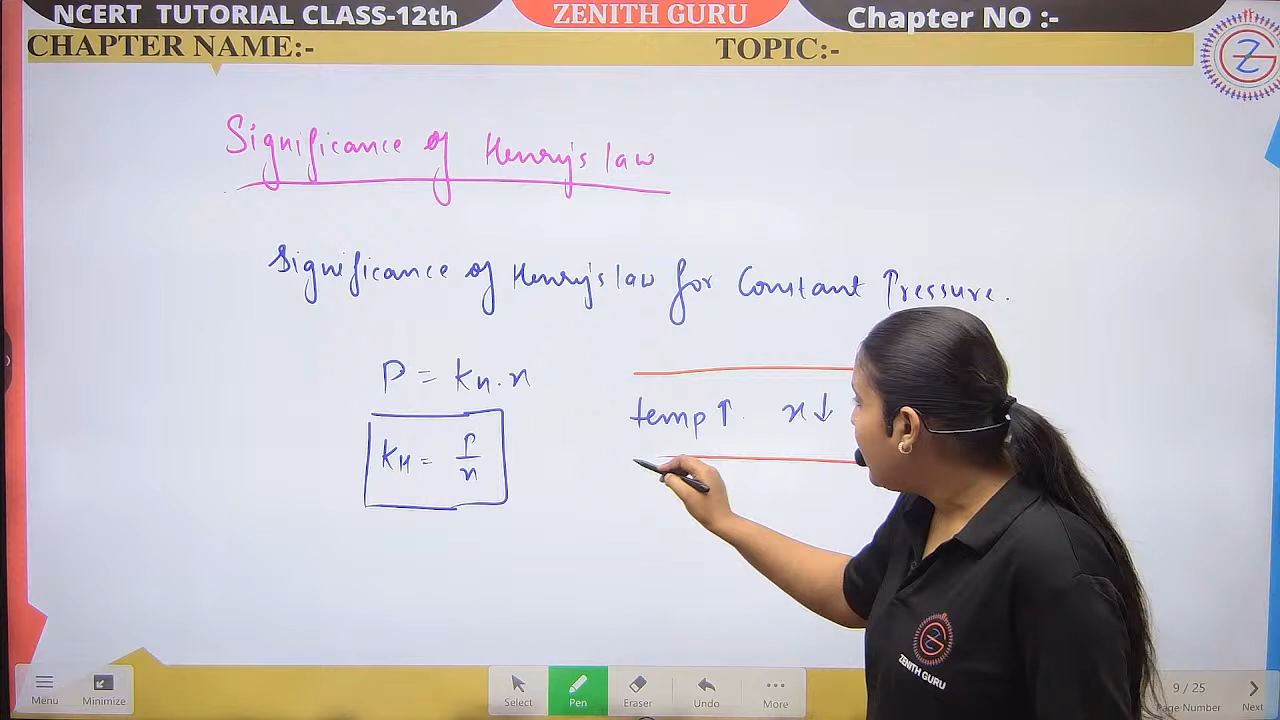 NCERT TUTORIAL CLASS-12th
ZENITH GURU
Chapter NO :-
CHAPTER NAME:-
TOPIC:-
Significance of Henry's law
Significance of Henry's law for Constant Pressure.
P = KH . x
temp ↑. x ↓
KH = P/x
ZENITH GURU
Menu
Minimize
Select
Pen
Eraser
Undo
More
9 / 25
Page Number
Next